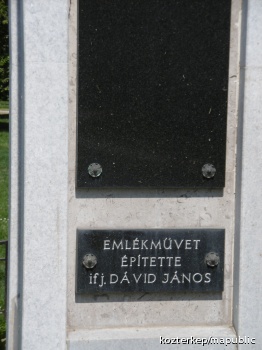 EMLÉKMŰVET
ÉPÍTETTE
ifj. DÁVID JÁNOS
kozterkep/mapublic